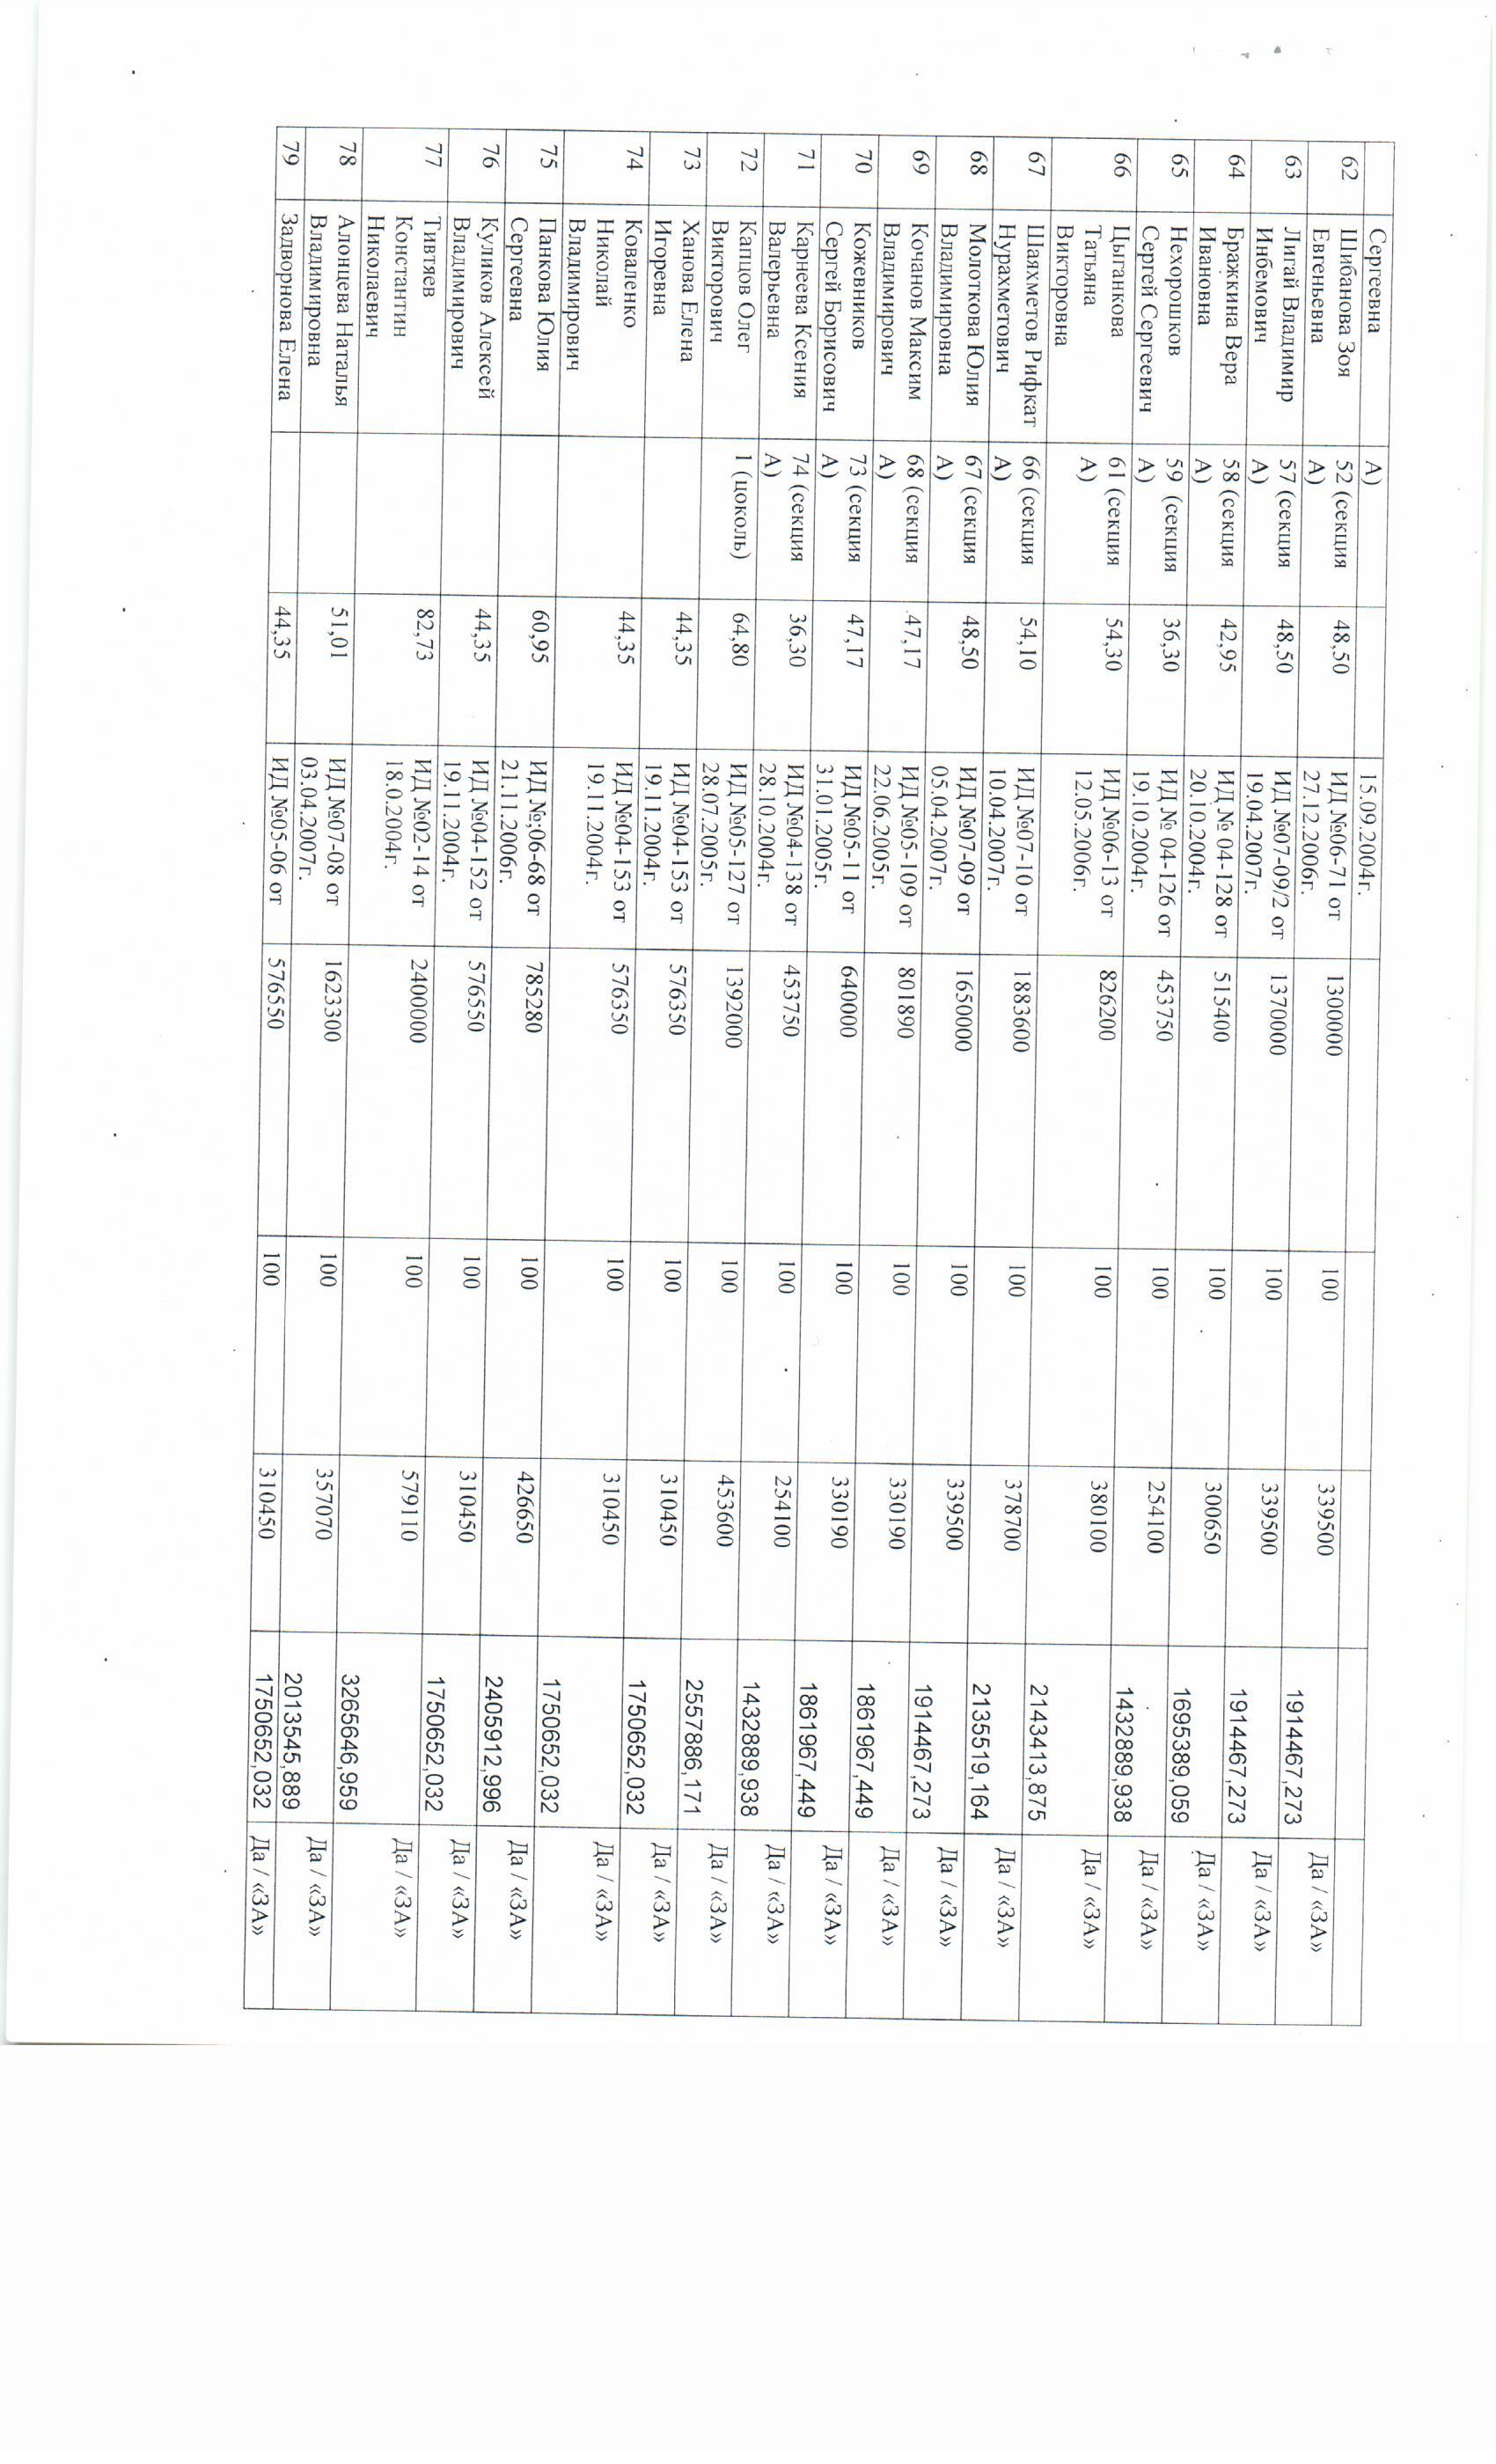 Сергеевна А) 15.09.2004г.
62 Шибанова Зоя 52 (секция 48,50 ИД №06-71 от 1300000 100 339500 Да / «ЗА»
Евгеньевна А) 27.12.2006г. 1914467,273
63 Лигай Владимир 57 (секция 48,50 ИД №07-09/2 от 1370000 100 339500 Да / «ЗА»
Инбемович А) 19.04.2007г. 1914467,273
64 Бражкина Вера 58 (секция 42,95 ИД № 04-128 от 515400 100 300650 Да / «ЗА»
Ивановна А) 20.10.2004г. 1695389,059
65 Нехорошков 59 (секция 36,30 ИД № 04-126 от 453750 100 254100 Да / «ЗА»
Сергей Сергеевич А) 19.10.2004г. 1432889,938
66 Цыганкова 61 (секция 54,30 ИД №06-13 от 826200 100 380100 Да / «ЗА»
Татьяна А) 12.05.2006г.
Викторовна 2143413,875
67 Шаяхметов Рифкат 66 (секция 54,10 ИД №07-10 от 1883600 100 378700 Да / «ЗА»
Нурахметович А) 10.04.2007г. 2135519,164
68 Молоткова Юлия 67 (секция 48,50 ИД №07-09 от 1650000 100 339500 Да / «ЗА»
Владимировна А) 05.04.2007г. 1914467,273
69 Кочанов Максим 68 (секция 47,17 ИД №05-109 от 801890 100 330190 Да / «ЗА»
Владимирович А) 22.06.2005г. 1861967,449
70 Кожевников 73 (секция 47,17 ИД №05-11 от 640000 100 330190 Да / «ЗА»
Сергей Борисович А) 31.01.2005г. 1861967,449
71 Карнеева Ксения 74 (секция 36,30 ИД №04-138 от 453750 100 254100 Да / «ЗА»
Валерьевна А) 28.10.2004г. 1432889,938
72 Капцов Олег 1 (цоколь) 64,80 ИД №05-127 от 1392000 100 453600 Да / «ЗА»
Викторович 28.07.2005г. 2557886,171
73 Ханова Елена 44,35 ИД №04-153 от 576350 100 310450 Да / «ЗА»
Игоревна 19.11.2004г. 1750652,032
74 Коваленко 44,35 ИД №04-153 от 576350 100 310450 Да / «ЗА»
Николай 19.11.2004г.
Владимирович 1750652,032
75 Панкова Юлия 60,95 ИД №;06-68 от 785280 100 426650 Да / «ЗА»
Сергеевна 21.11.2006г. 2405912,996
76 Куликов Алексей 44,35 ИД №04-152 от 576550 100 310450 Да / «ЗА»
Владимирович 19.11.2004г. 1750652,032
77 Тивтяев 82,73 ИД №02-14 от 2400000 100 579110 Да / «ЗА»
Константин 18.0.2004г.
Николаевич 3265646,959
78 Алонцева Наталья 51,01 ИД №07-08 от 1623300 100 357070 Да / «ЗА»
Владимировна 03.04.2007г. 2013545,889
79 Задворнова Елена 44,35 ИД №05-06 от 576550 100 310450 1750652,032 Да / «ЗА»